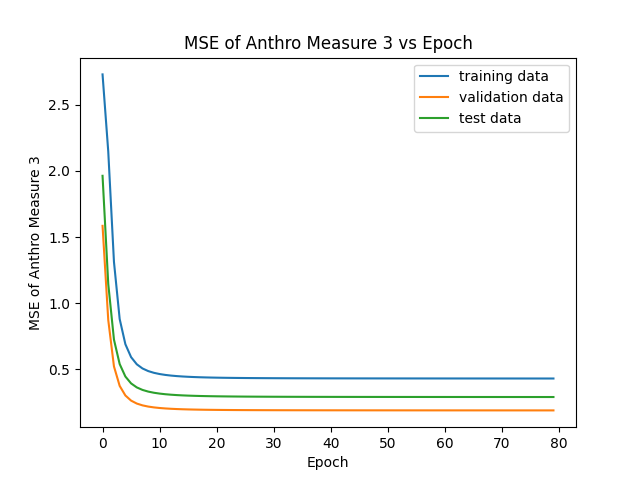 MSE of Anthro Measure 3 vs Epoch
training data
validation data
test data
MSE of Anthro Measure 3
2.5
2.0
1.5
1.0
0.5
0 10 20 30 40 50 60 70 80
Epoch